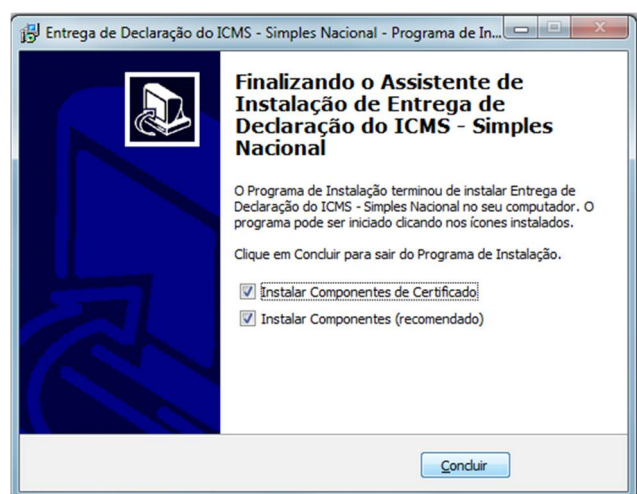 Entrega de Declaração do ICMS - Simples Nacional - Programa de In...
Finalizando o Assistente de
Instalação de Entrega de
Declaração do ICMS - Simples
Nacional
O Programa de Instalação terminou de instalar Entrega de
Declaração do ICMS - Simples Nacional no seu computador. O
programa pode ser iniciado clicando nos ícones instalados.
Clique em Concluir para sair do Programa de Instalação.
Instalar Componentes de Certificado
Instalar Componentes (recomendado)
Concluir